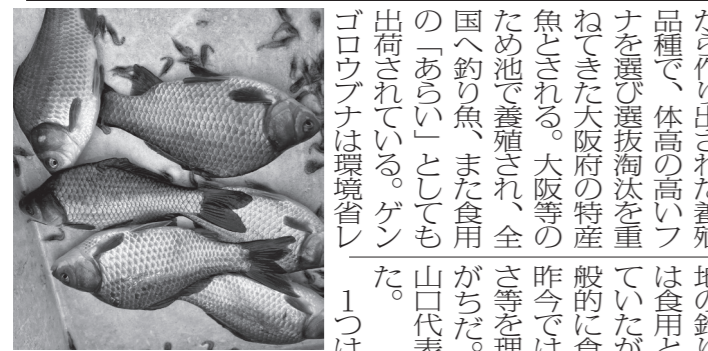 から作り出された養殖
品種で、体高の高いフ
ナを選び選抜淘汰を重
ねてきた大阪府の特産
魚とされる。大阪等の
ため池で養殖され、全
国へ釣り魚、また食用
の「あらい」としても
出荷されている。ゲン
ゴロウブナは環境省レ
地の釣り
は食用と
ていたが
般的に食
昨今では
さ等を理
がちだ。
山口代表
た。
１つは